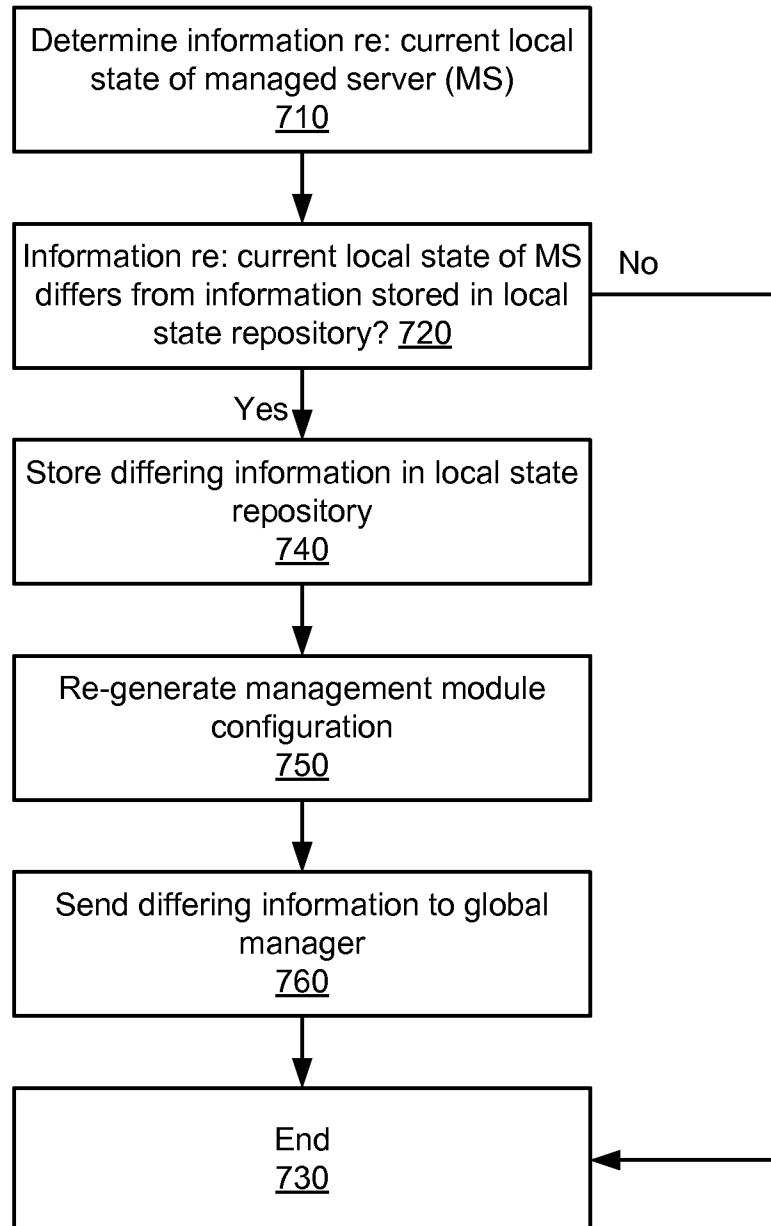 Determine information re: current local
state of managed server (MS)
710
Information re: current local state of MS
differs from information stored in local
state repository? 720
No
Yes
Store differing information in local state
repository
740
Re-generate management module
configuration
750
Send differing information to global
manager
760
End
730